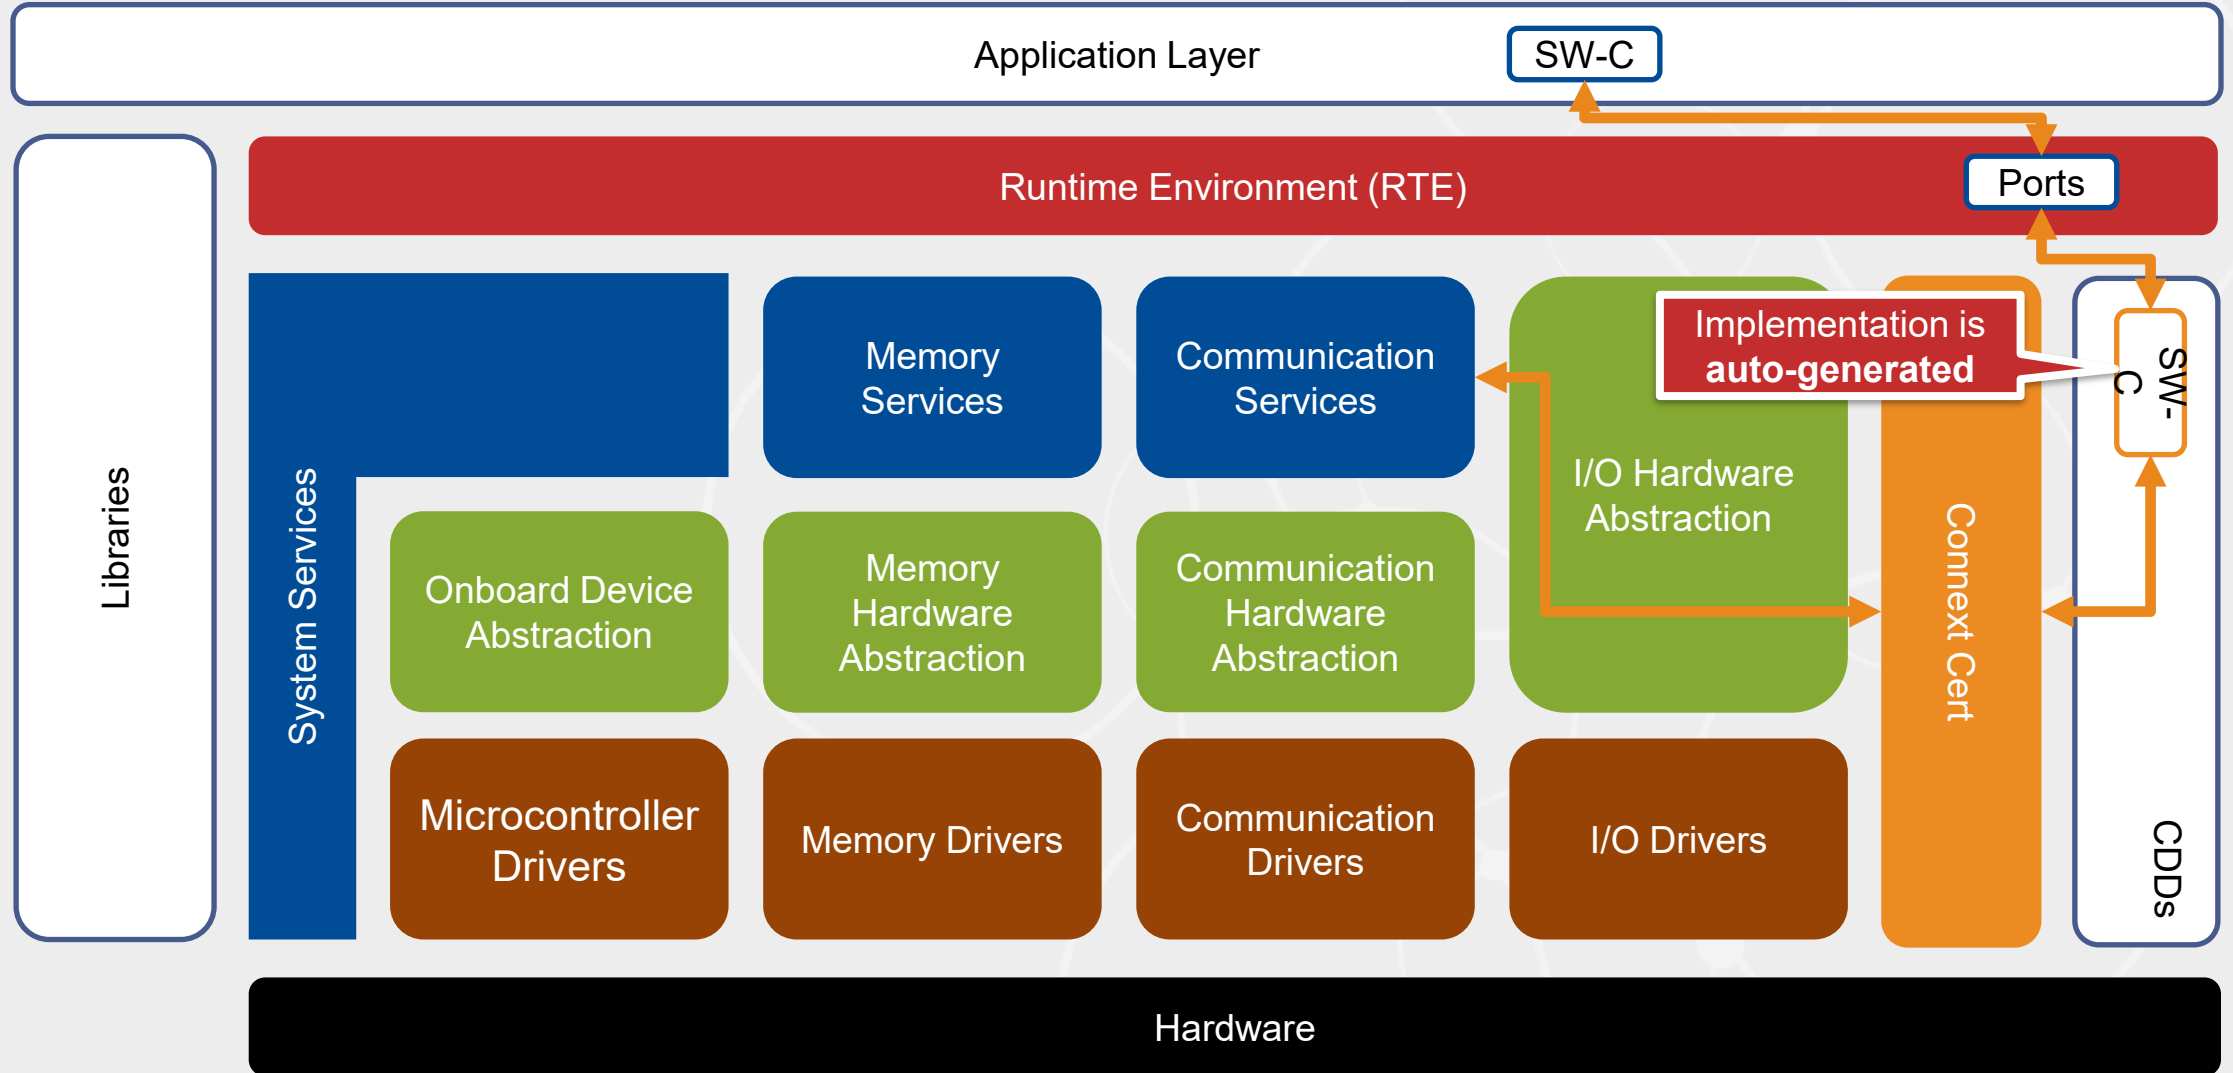 Application Layer
SW-C
Runtime Environment (RTE)
Ports
Libraries
System Services
Memory
Services
Communication
Services
I/O Hardware
Abstraction
Implementation is
auto-generated
SW-
C
Connext Cert
CDDs
Onboard Device
Abstraction
Memory
Hardware
Abstraction
Communication
Hardware
Abstraction
Microcontroller
Drivers
Memory Drivers
Communication
Drivers
I/O Drivers
Hardware